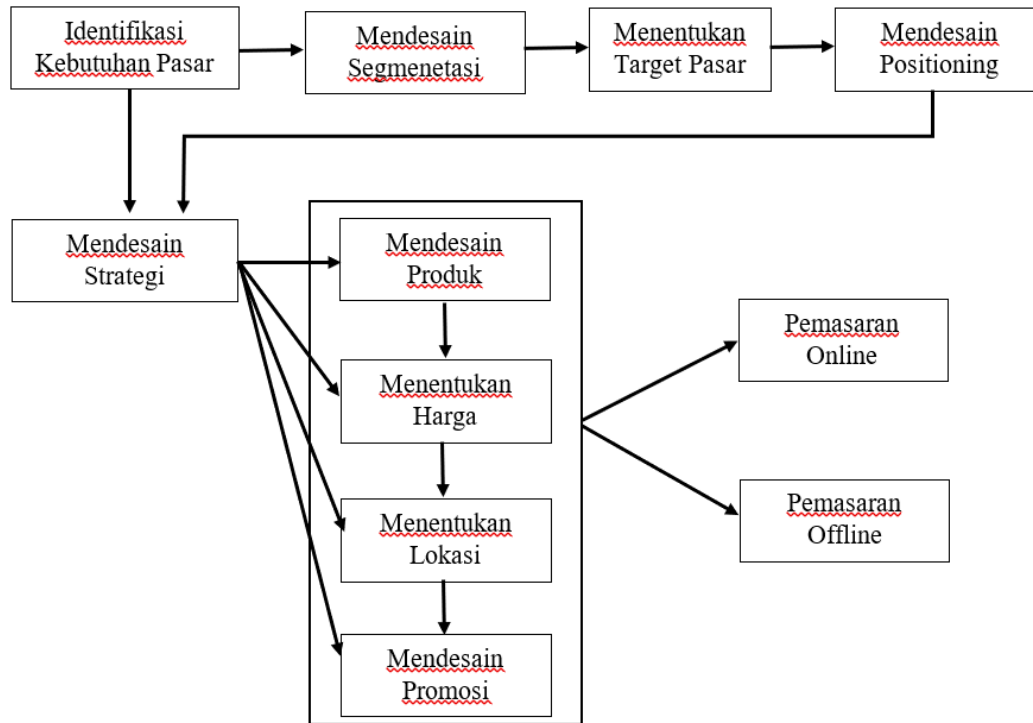 Identifikasi
Kebutuhan Pasar
Mendesain
Segmenetasi
Menentukan
Target Pasar
Mendesain
Positioning
Mendesain
Strategi
Mendesain
Produk
Menentukan
Harga
Menentukan
Lokasi
Mendesain
Promosi
Pemasaran
Online
Pemasaran
Offline